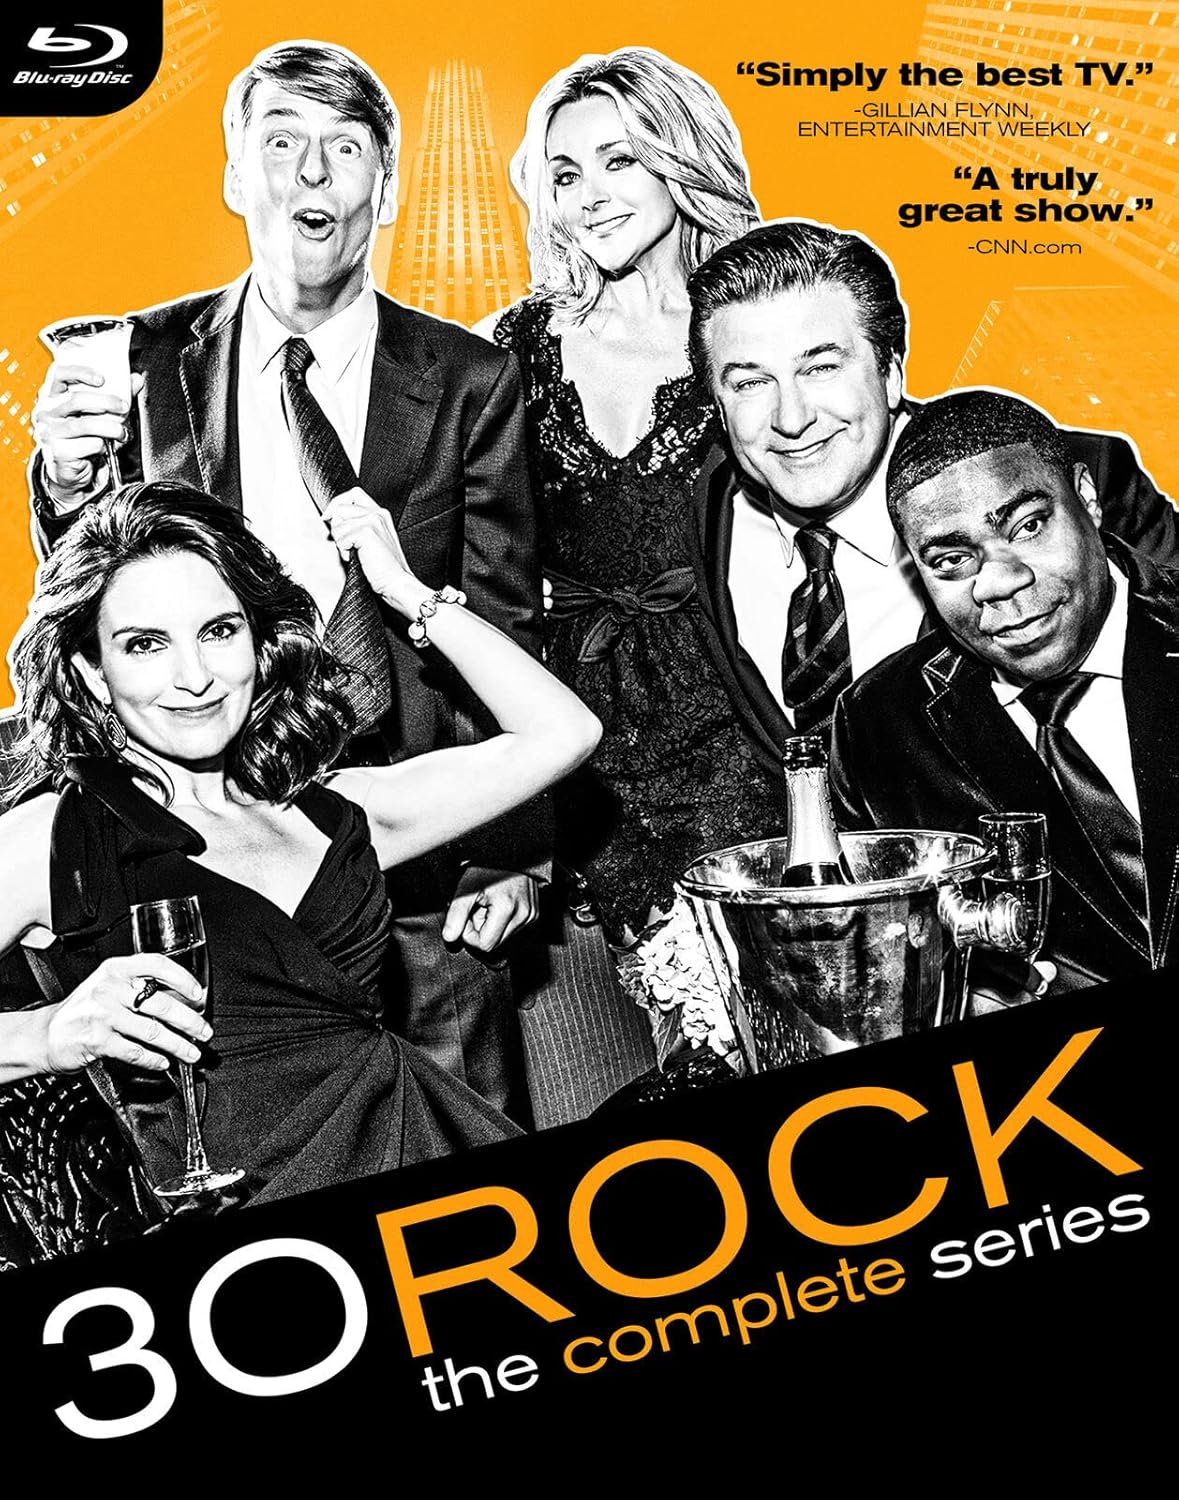 Blu-ray Disc™
“Simply the best TV.”
-GILLIAN FLYNN,
ENTERTAINMENT WEEKLY
“A truly
great show.”
-CNN.com
30ROCK
the complete series